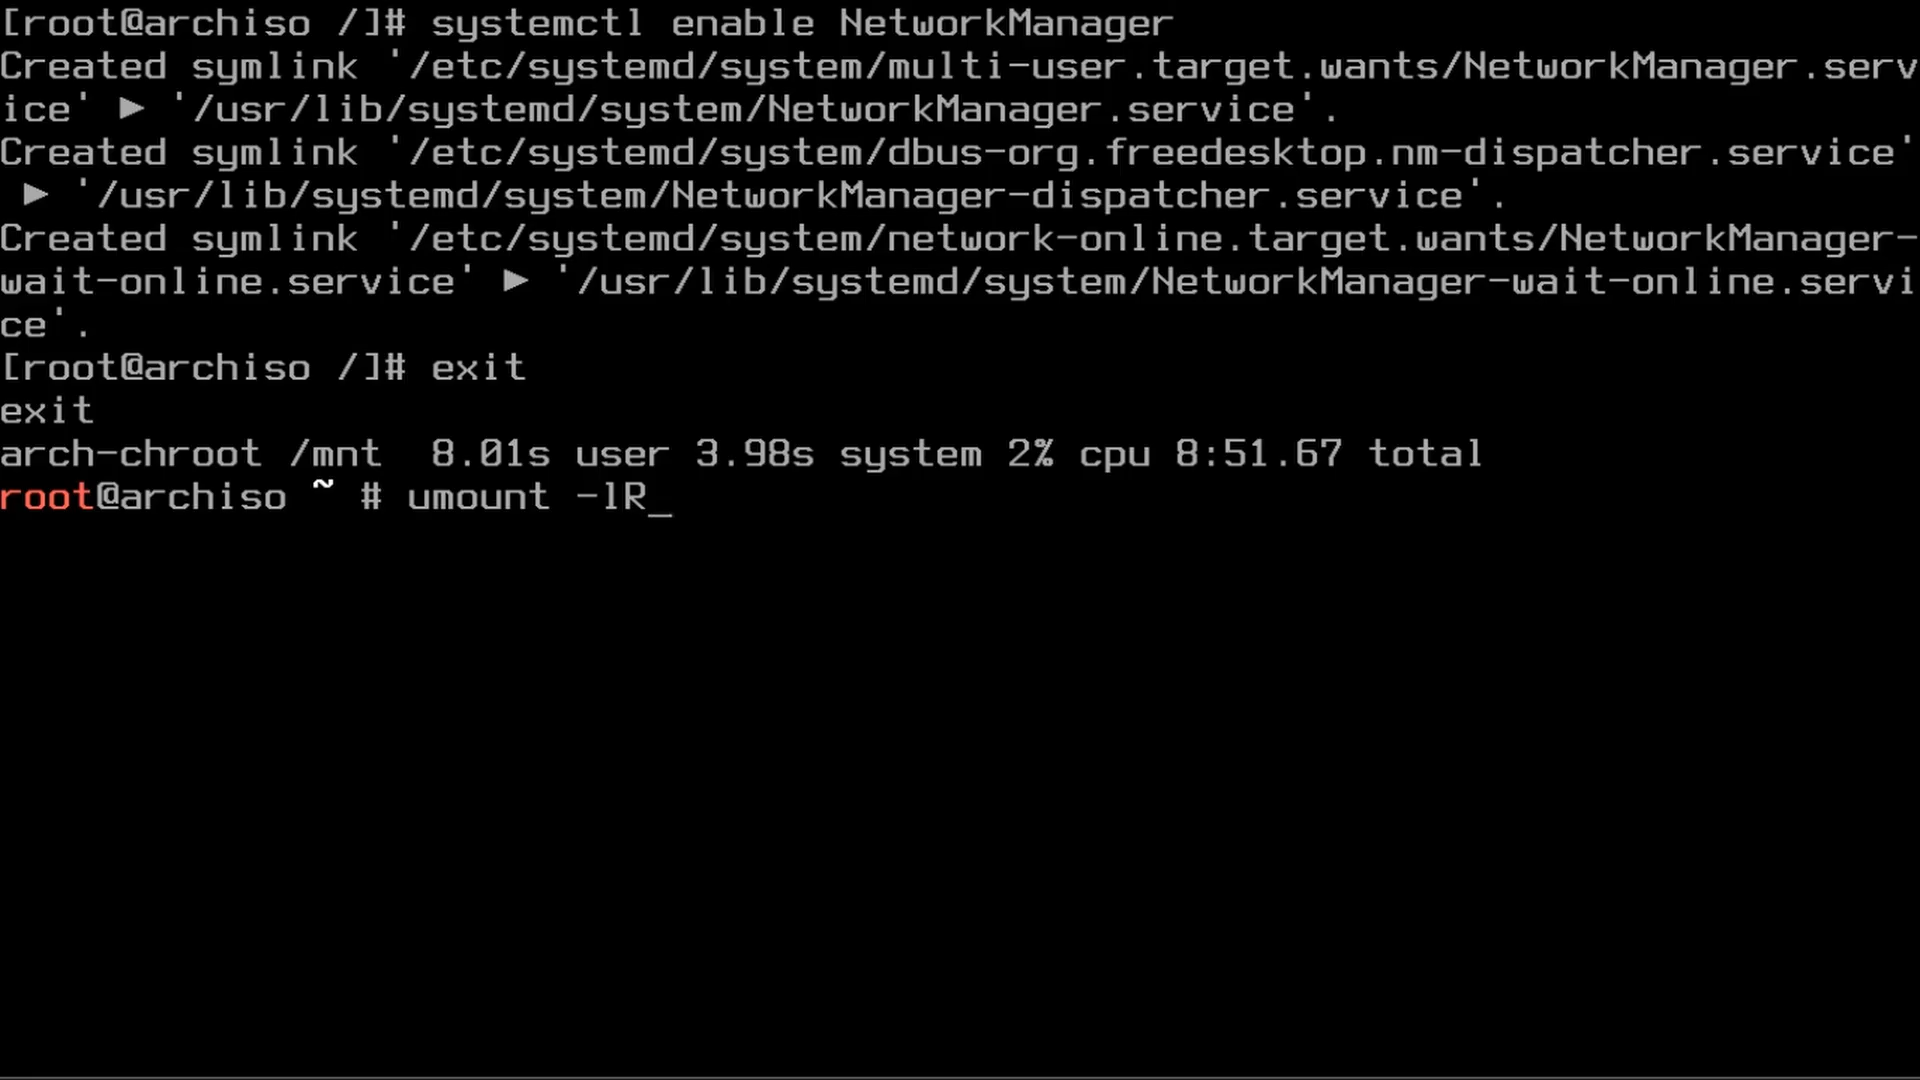 [root@archiso /]# systemctl enable NetworkManager
Created symlink '/etc/systemd/system/multi-user.target.wants/NetworkManager.serv
ice' ► '/usr/lib/systemd/system/NetworkManager.service'.
Created symlink '/etc/systemd/system/dbus-org.freedesktop.nm-dispatcher.service'
 ► '/usr/lib/systemd/system/NetworkManager-dispatcher.service'.
Created symlink '/etc/systemd/system/network-online.target.wants/NetworkManager-
wait-online.service' ► '/usr/lib/systemd/system/NetworkManager-wait-online.servi
ce'.
[root@archiso /]# exit
exit
arch-chroot /mnt  8.01s user 3.98s system 2% cpu 8:51.67 total
root@archiso ~ # umount -lR_